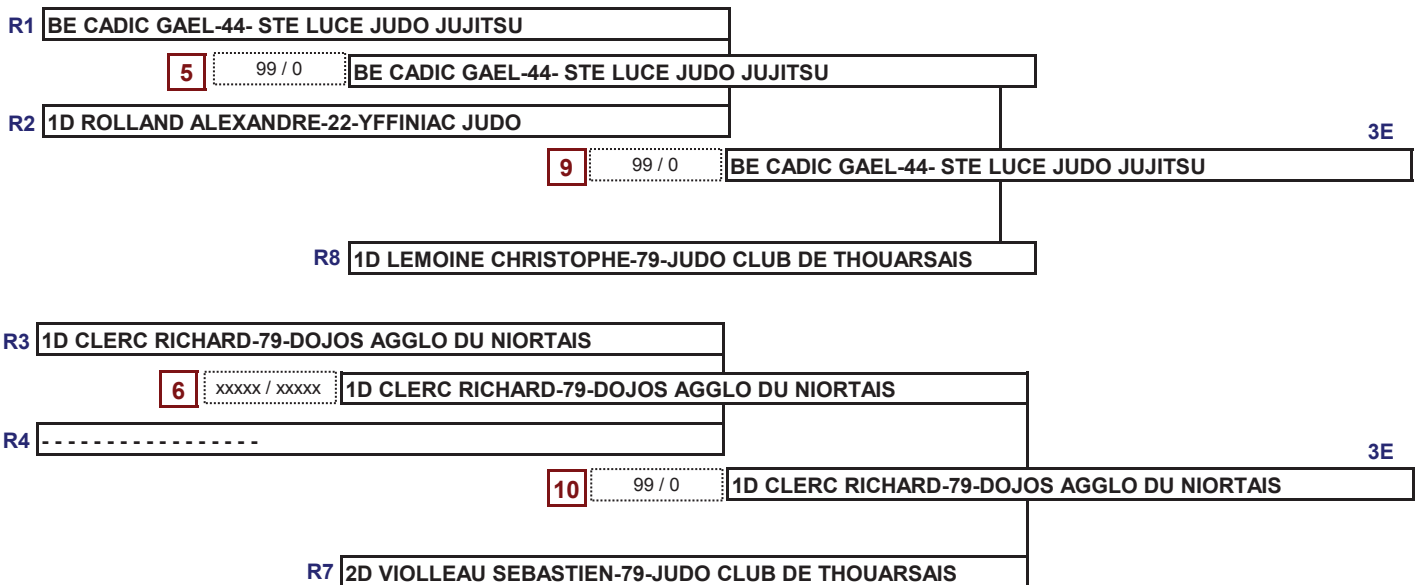 R1 BE CADIC GAEL-44- STE LUCE JUDO JUJITSU
5 99 / 0 BE CADIC GAEL-44- STE LUCE JUDO JUJITSU
R2 1D ROLLAND ALEXANDRE-22-YFFINIAC JUDO
3E
9 99 / 0 BE CADIC GAEL-44- STE LUCE JUDO JUJITSU
R8 1D LEMOINE CHRISTOPHE-79-JUDO CLUB DE THOUARSAIS
R3 1D CLERC RICHARD-79-DOJOS AGGLO DU NIORTAIS
6 xxxxx / xxxxx 1D CLERC RICHARD-79-DOJOS AGGLO DU NIORTAIS
R4 - - - - - - - - - - - - - - - - -
3E
10 99 / 0 1D CLERC RICHARD-79-DOJOS AGGLO DU NIORTAIS
R7 2D VIOLLEAU SEBASTIEN-79-JUDO CLUB DE THOUARSAIS